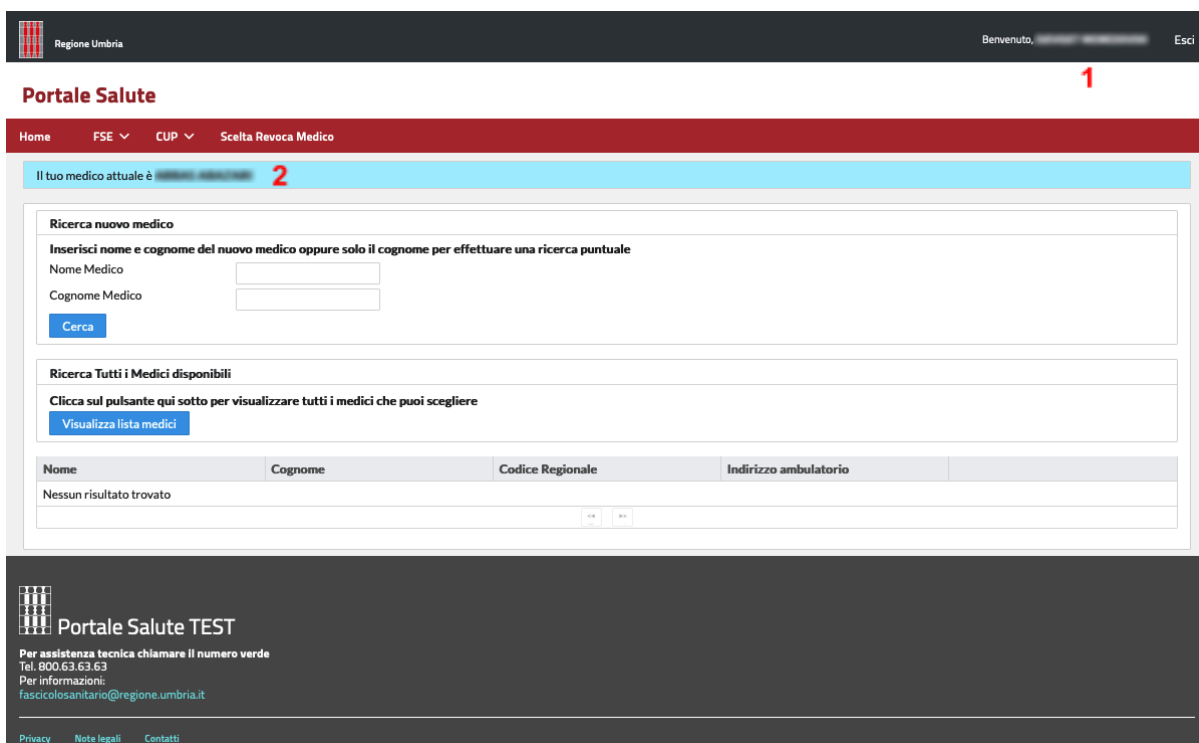 Regione Umbria
Benvenuto,
Esci
1
Portale Salute
Home FSE CUP Scelta Revoca Medico
Il tuo medico attuale è
2
Ricerca nuovo medico
Inserisci nome e cognome del nuovo medico oppure solo il cognome per effettuare una ricerca puntuale
Nome Medico
Cognome Medico
Cerca
Ricerca Tutti i Medici disponibili
Clicca sul pulsante qui sotto per visualizzare tutti i medici che puoi scegliere
Visualizza lista medici
Nome Cognome Codice Regionale Indirizzo ambulatorio
Nessun risultato trovato
Portale Salute TEST
Per assistenza tecnica chiamare il numero verde
Tel. 800.63.63.63
Per informazioni:
fascicolosanitario@regione.umbria.it
Privacy Note legali Contatti